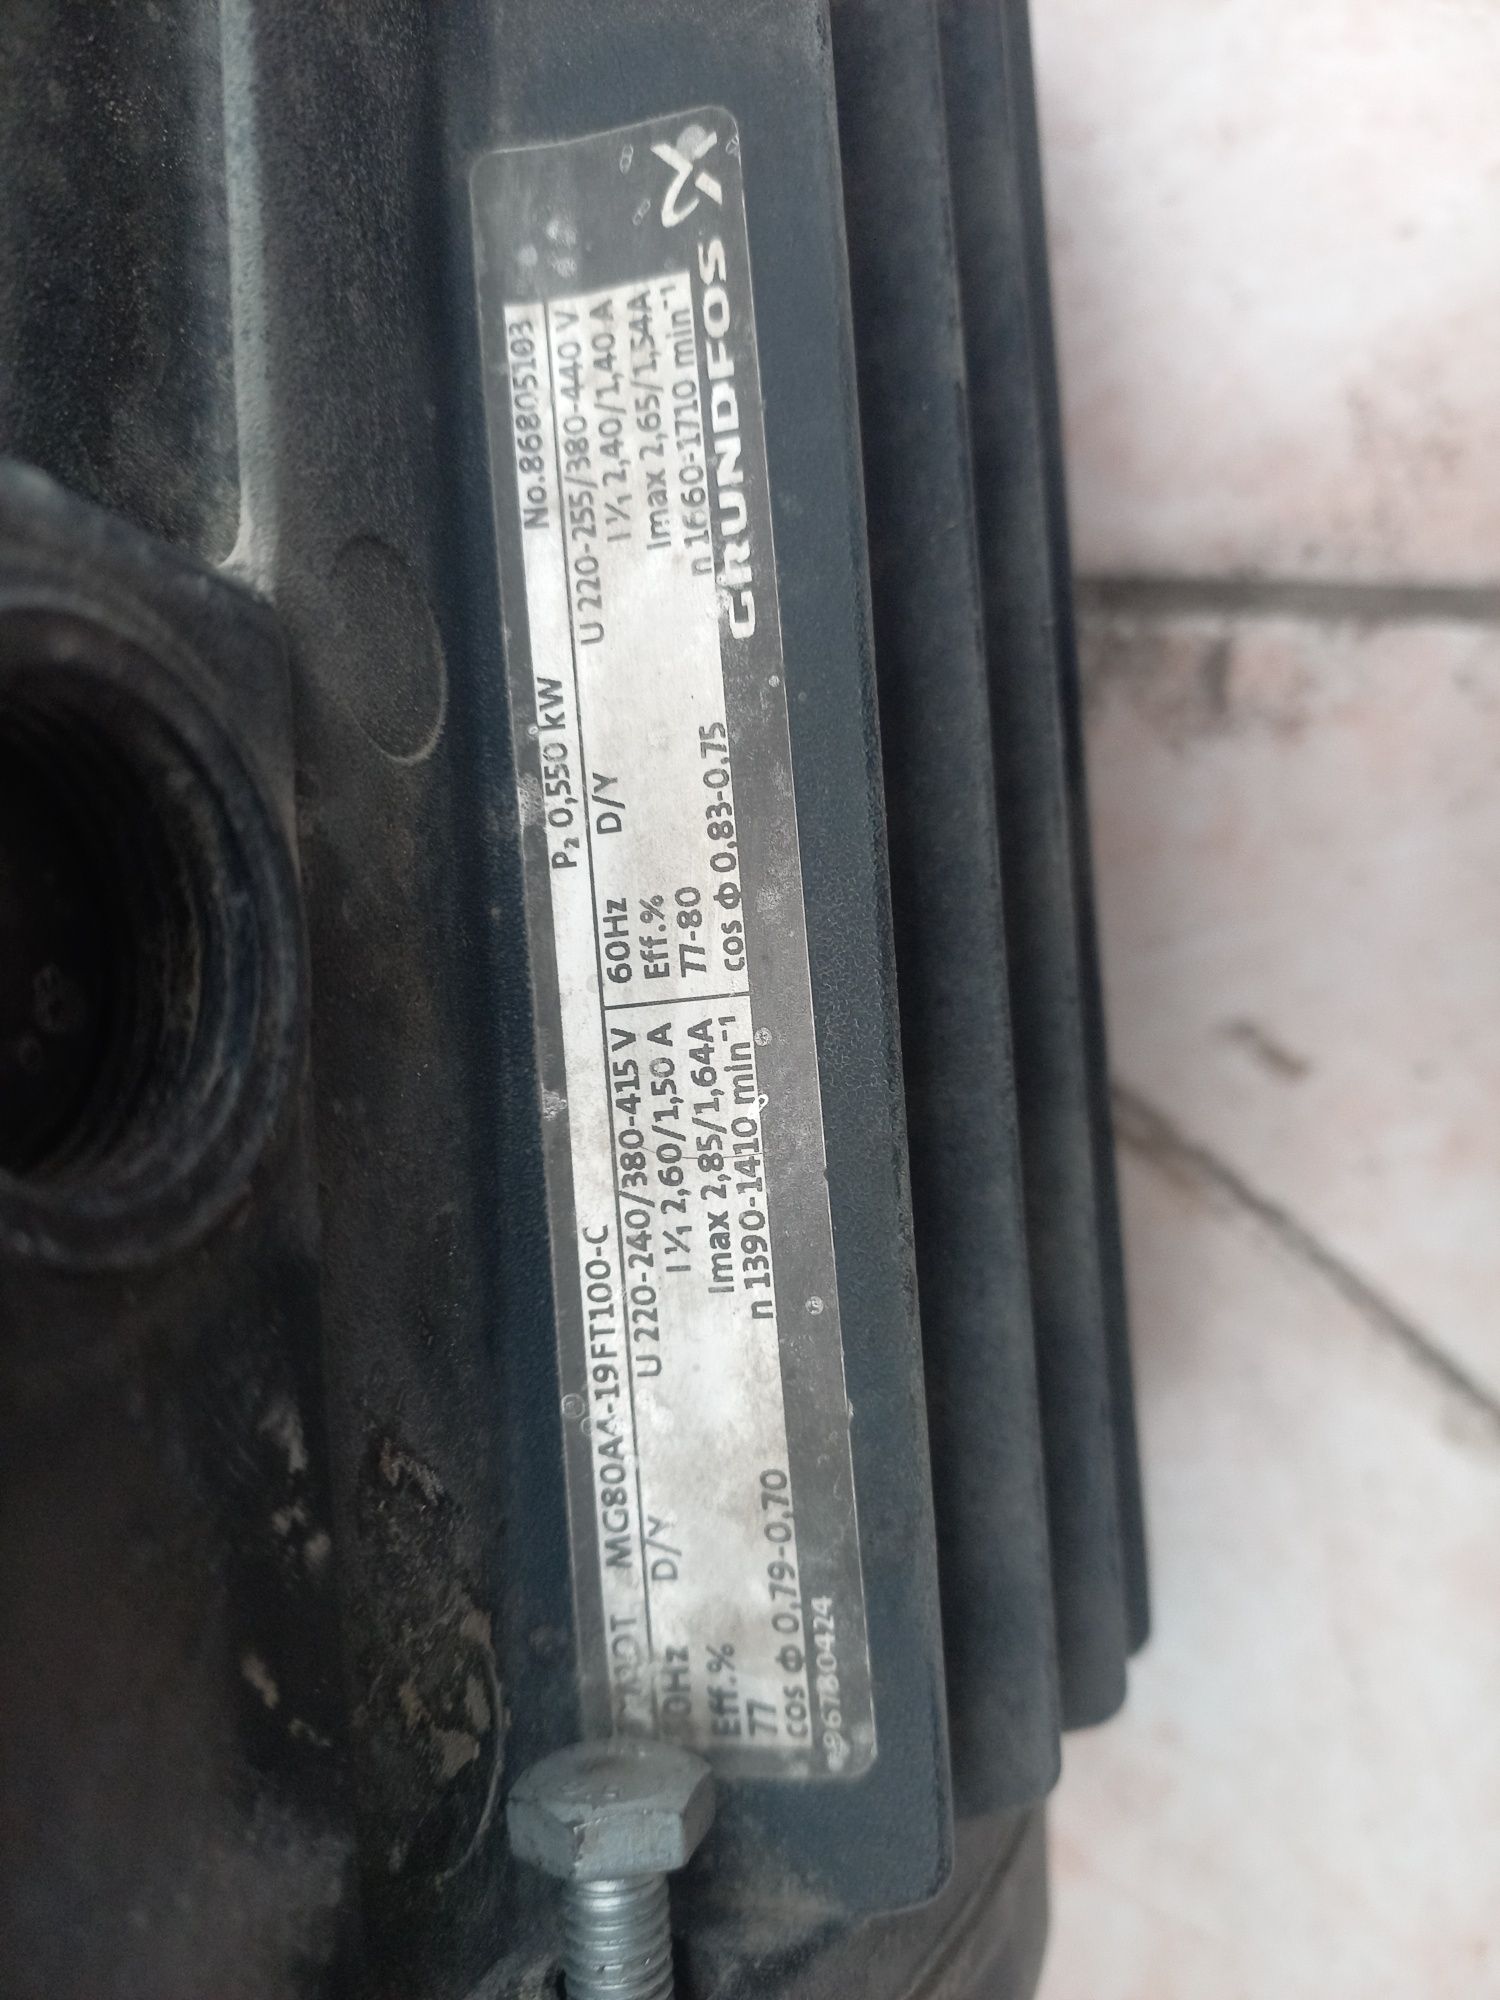 MG80A4-19FT100-C P₂ 0,550 kW No.86805103
D/Y U 220-240/380-415 V 60Hz D/Y U 220-255/380-440 V
Eff.% I 1/1 2,60/1,50 A Eff.% I 1/1 2,40/1,40 A
77 Imax 2,85/1,64A 77-80 Imax 2,65/1,54A
cos Φ 0,79-0,70 n 1390-1410 min⁻¹ cos Φ 0,83-0,75 n 1660-1710 min⁻¹
96780424 GRUNDFOS